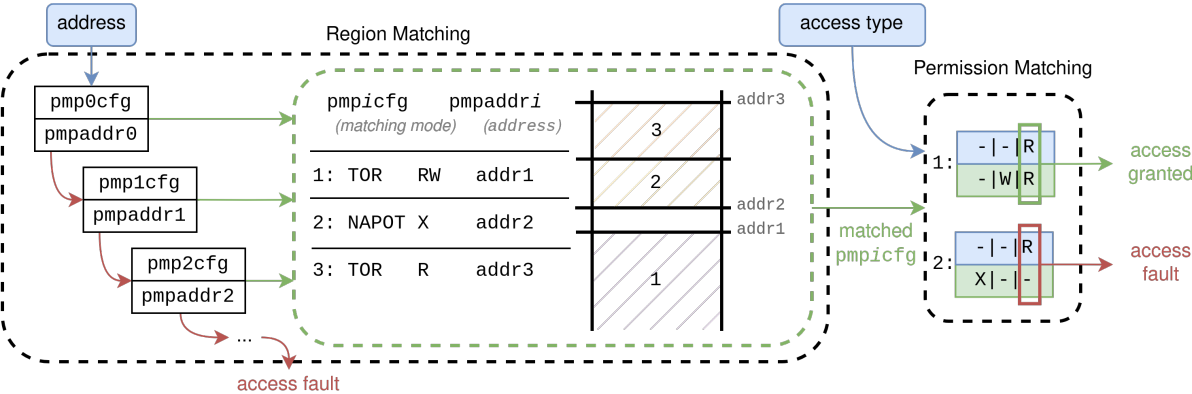 address
Region Matching
access type
Permission Matching
pmp0cfg
pmpaddr0
pmp1cfg
pmpaddr1
pmp2cfg
pmpaddr2
...
access fault
pmpicfg pmpaddri
(matching mode) (address)
1: TOR RW addr1
2: NAPOT X addr2
3: TOR R addr3
3
2
1
addr3
addr2
addr1
matched
pmpicfg
1:
-|-|R
-|W|R
2:
-|-|R
X|-|-
access
granted
access
fault